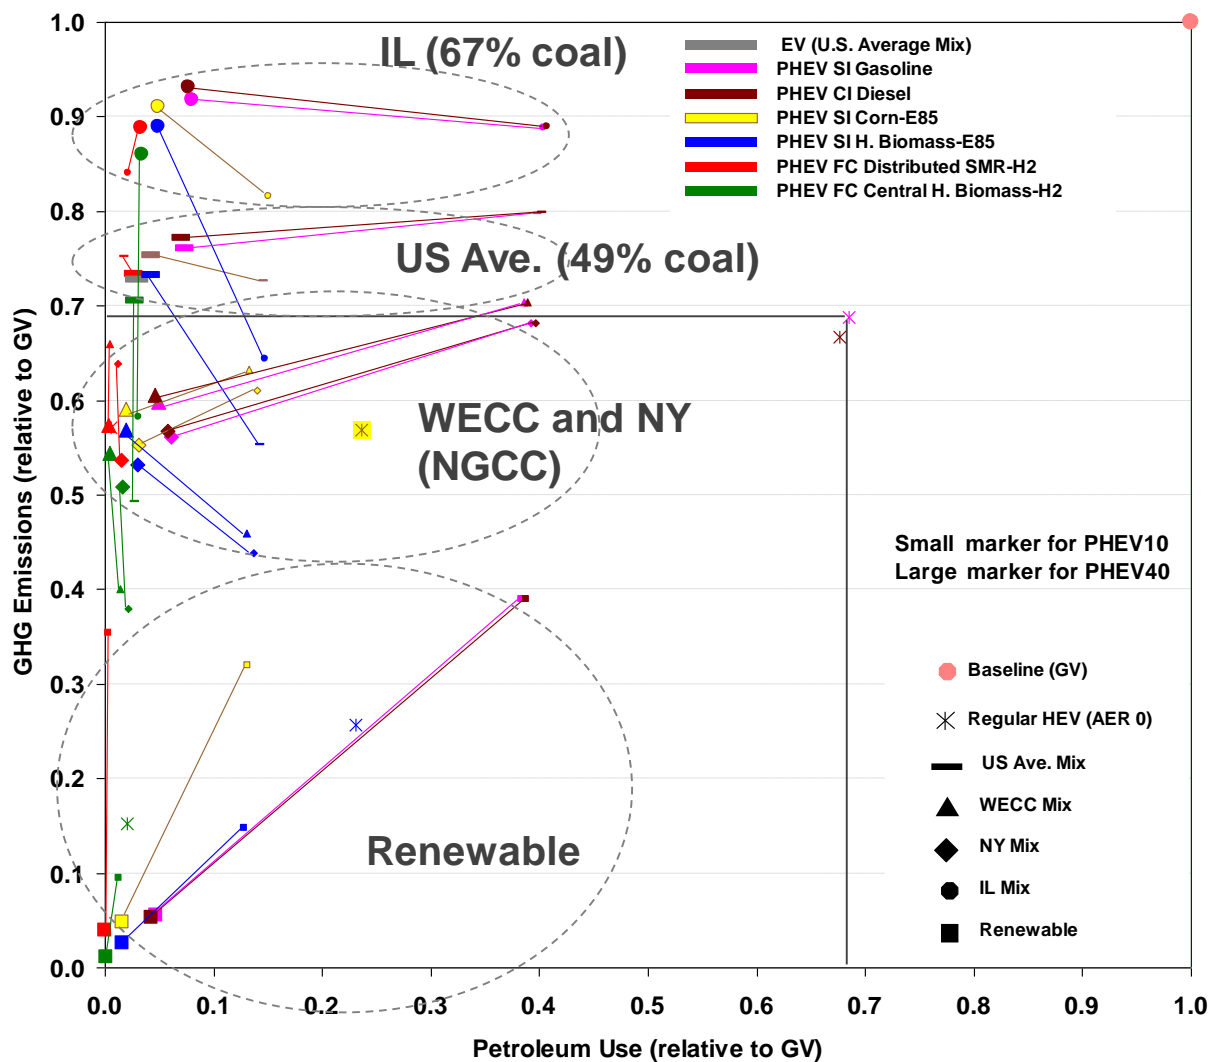 IL (67% coal)
EV (U.S. Average Mix)
PHEV SI Gasoline
PHEV CI Diesel
PHEV SI Corn-E85
PHEV SI H. Biomass-E85
PHEV FC Distributed SMR-H2
PHEV FC Central H. Biomass-H2
US Ave. (49% coal)
WECC and NY
(NGCC)
Small marker for PHEV10
Large marker for PHEV40
Renewable
Baseline (GV)
Regular HEV (AER 0)
US Ave. Mix
WECC Mix
NY Mix
IL Mix
Renewable
GHG Emissions (relative to GV)
1.0
0.9
0.8
0.7
0.6
0.5
0.4
0.3
0.2
0.1
0.0
0.0 0.1 0.2 0.3 0.4 0.5 0.6 0.7 0.8 0.9 1.0
Petroleum Use (relative to GV)